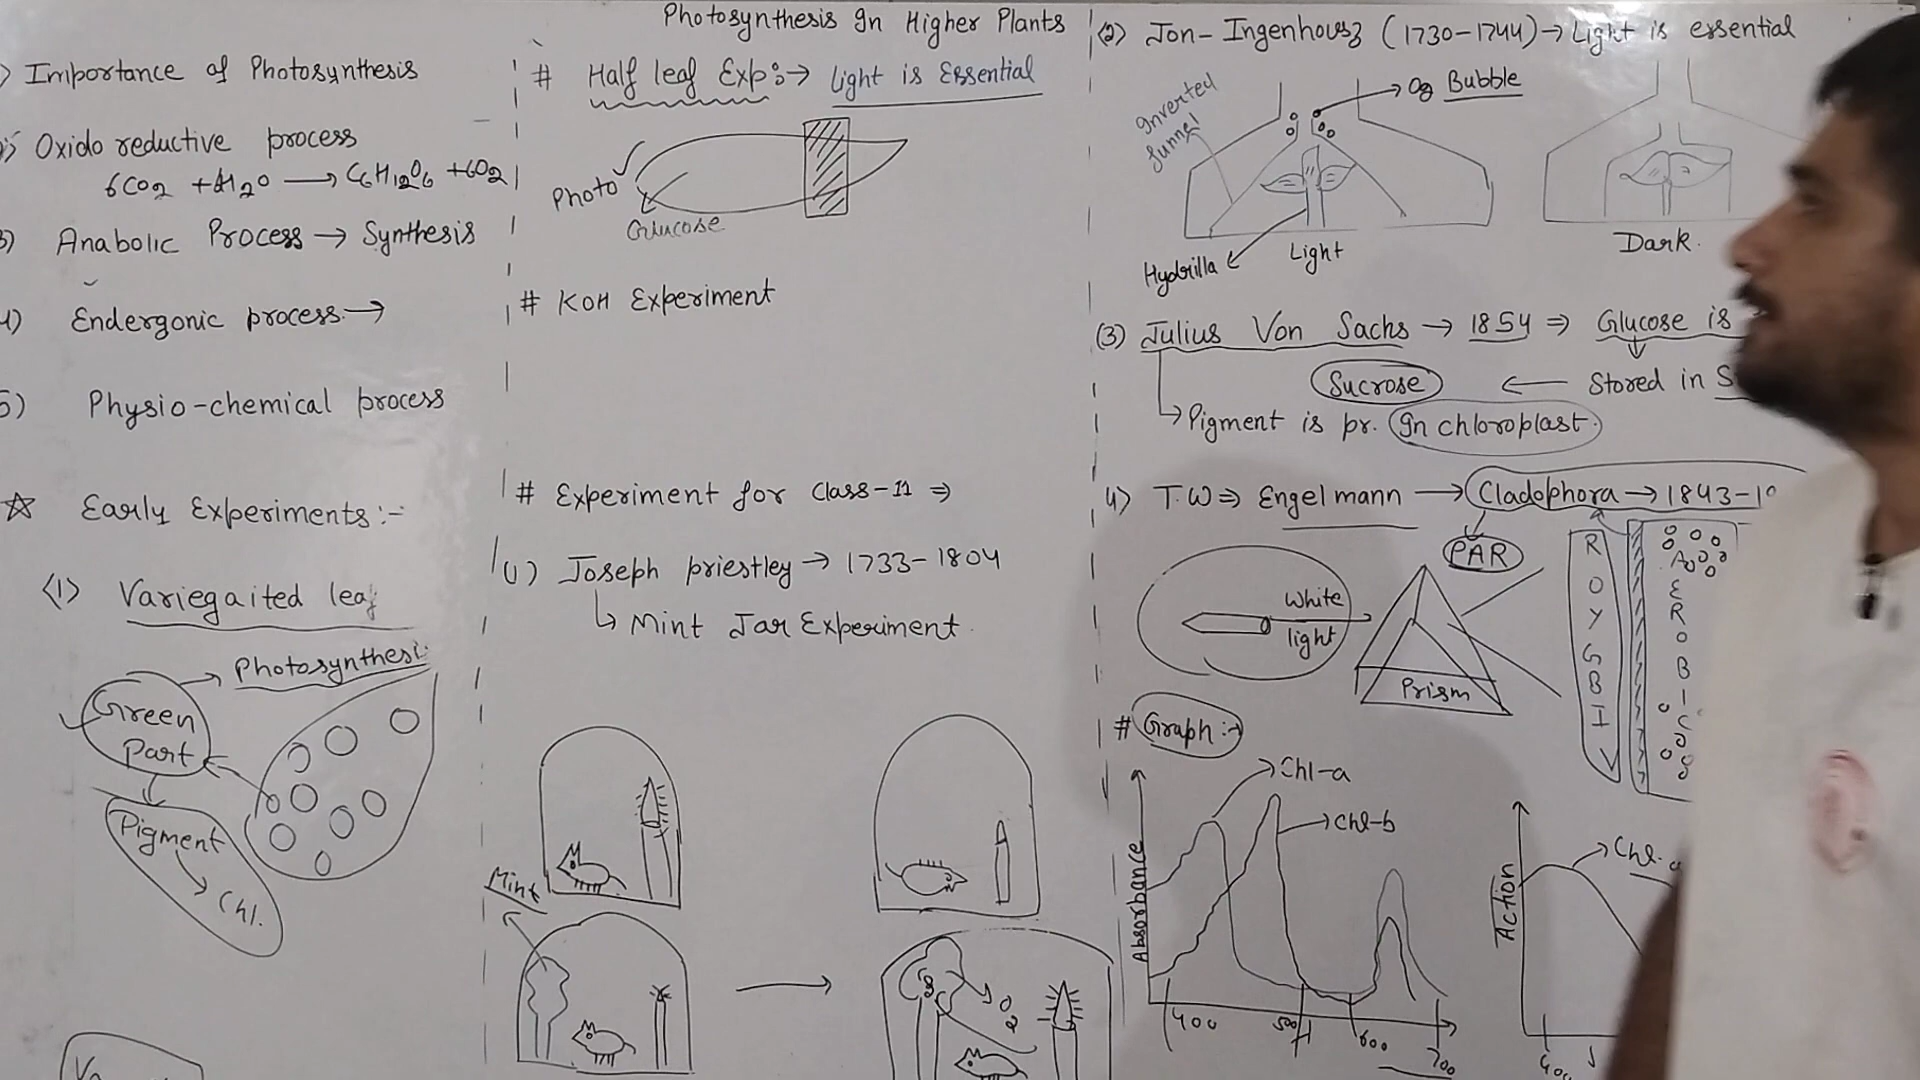 Photosynthesis In Higher Plants
) Importance of Photosynthesis
Oxido reductive process
6CO2 + 6H2O → C6H12O6 + 6O2
3) Anabolic Process → Synthesis
4) Endergonic process →
5) Physio-chemical process
☆ Early Experiments:-
<1> Variegaited leaf
Photosynthesi
Green
Part
Pigment
Chl.
# Half leaf Exp:→ Light is Essential
Photo
Glucose
# KOH Experiment
# Experiment for Class-11 ⇒
(1) Joseph priestley → 1733-1804
↳ Mint Jar Experiment
Mint
O2
(2) Jon-Ingenhousz (1730-1744) → Light is essential
Inverted
funnel
O2 Bubble
Hydrilla
Light
Dark.
(3) Julius Von Sachs → 1854 ⇒ Glucose is
Sucrose ← Stored in S
↳ Pigment is pr. In chloroplast.
4) T.W ⇒ Engelmann → Cladophora → 1843-1
PAR
White
light
Prism
R
O
Y
G
B
I
V
A
E
R
O
B
I
C
# Graph:→
Chl-a
Chl-b
Absorbance
400
500
600
700
Action
Chl-a
400